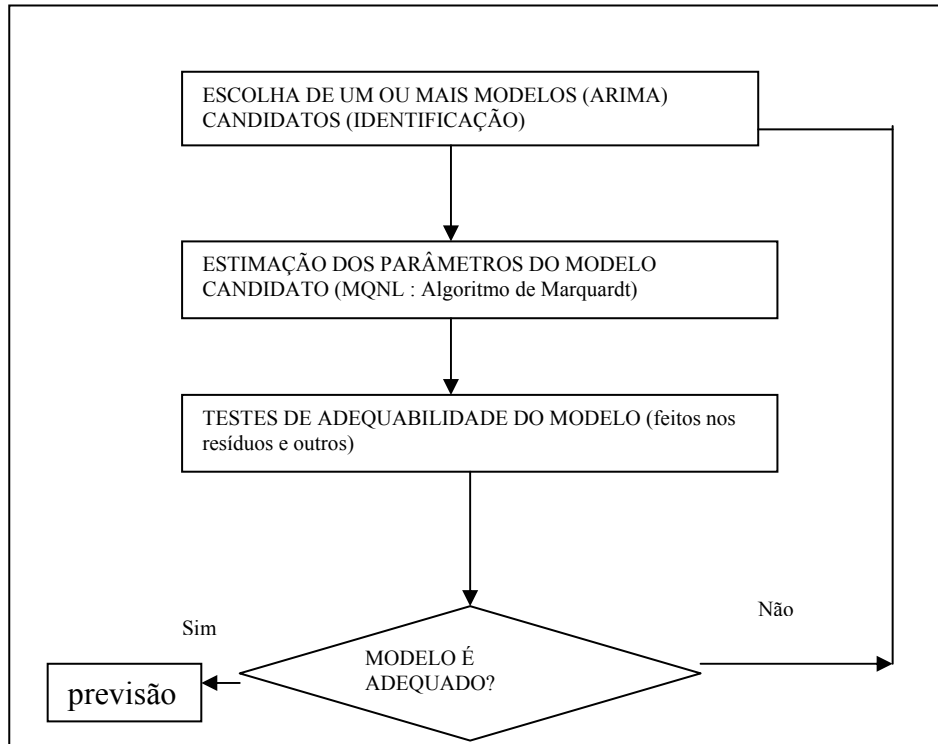 ESCOLHA DE UM OU MAIS MODELOS (ARIMA)
CANDIDATOS (IDENTIFICAÇÃO)
ESTIMAÇÃO DOS PARÂMETROS DO MODELO
CANDIDATO (MQNL : Algoritmo de Marquardt)
TESTES DE ADEQUABILIDADE DO MODELO (feitos nos
resíduos e outros)
Não
Sim
MODELO É
ADEQUADO?
previsão